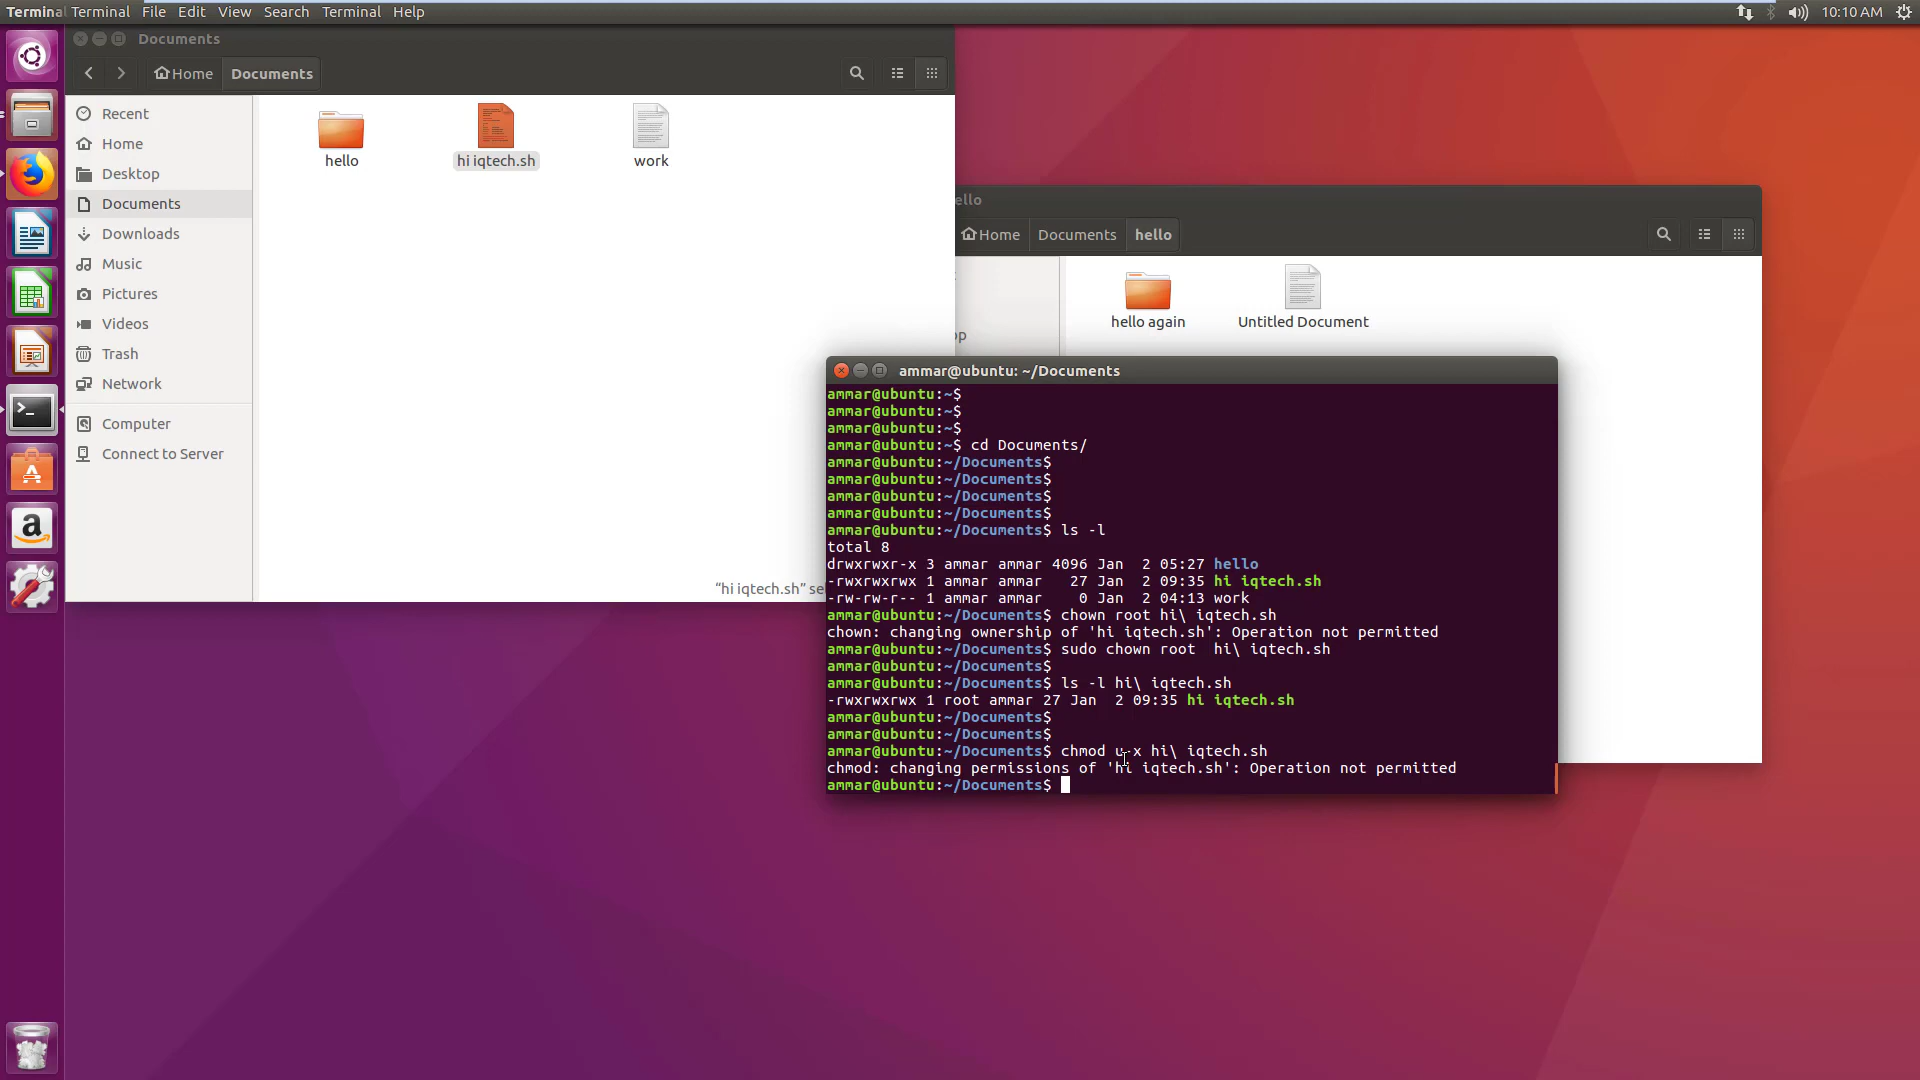 Terminal Terminal File Edit View Search Terminal Help 10:10 AM
Documents
Home Documents
Recent
Home
Desktop
Documents
Downloads
Music
Pictures
Videos
Trash
Network
Computer
Connect to Server
hello hi iqtech.sh work
"hi iqtech.sh" se
ello
Home Documents hello
op
hello again Untitled Document
ammar@ubuntu: ~/Documents
ammar@ubuntu:~$
ammar@ubuntu:~$
ammar@ubuntu:~$
ammar@ubuntu:~$ cd Documents/
ammar@ubuntu:~/Documents$
ammar@ubuntu:~/Documents$
ammar@ubuntu:~/Documents$
ammar@ubuntu:~/Documents$
ammar@ubuntu:~/Documents$ ls -l
total 8
drwxrwxr-x 3 ammar ammar 4096 Jan  2 05:27 hello
-rwxrwxrwx 1 ammar ammar   27 Jan  2 09:35 hi iqtech.sh
-rw-rw-r-- 1 ammar ammar    0 Jan  2 04:13 work
ammar@ubuntu:~/Documents$ chown root hi\ iqtech.sh
chown: changing ownership of 'hi iqtech.sh': Operation not permitted
ammar@ubuntu:~/Documents$ sudo chown root  hi\ iqtech.sh
ammar@ubuntu:~/Documents$
ammar@ubuntu:~/Documents$ ls -l hi\ iqtech.sh
-rwxrwxrwx 1 root ammar 27 Jan  2 09:35 hi iqtech.sh
ammar@ubuntu:~/Documents$
ammar@ubuntu:~/Documents$
ammar@ubuntu:~/Documents$ chmod u-x hi\ iqtech.sh
chmod: changing permissions of 'hi iqtech.sh': Operation not permitted
ammar@ubuntu:~/Documents$